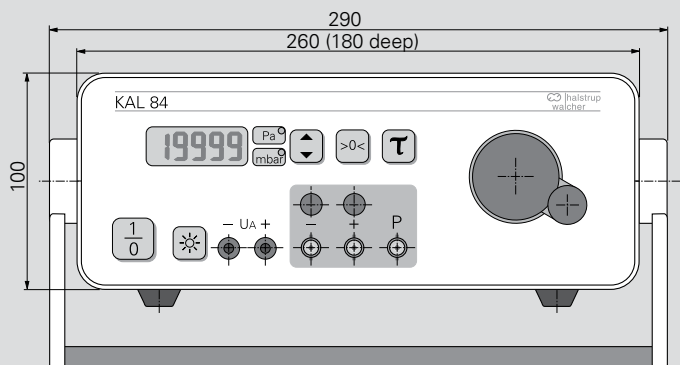 290
260 (180 deep)
100
KAL 84
halstrup
walcher
19999
Pa
mbar
>0<
τ
− UA +
− + P
1
0